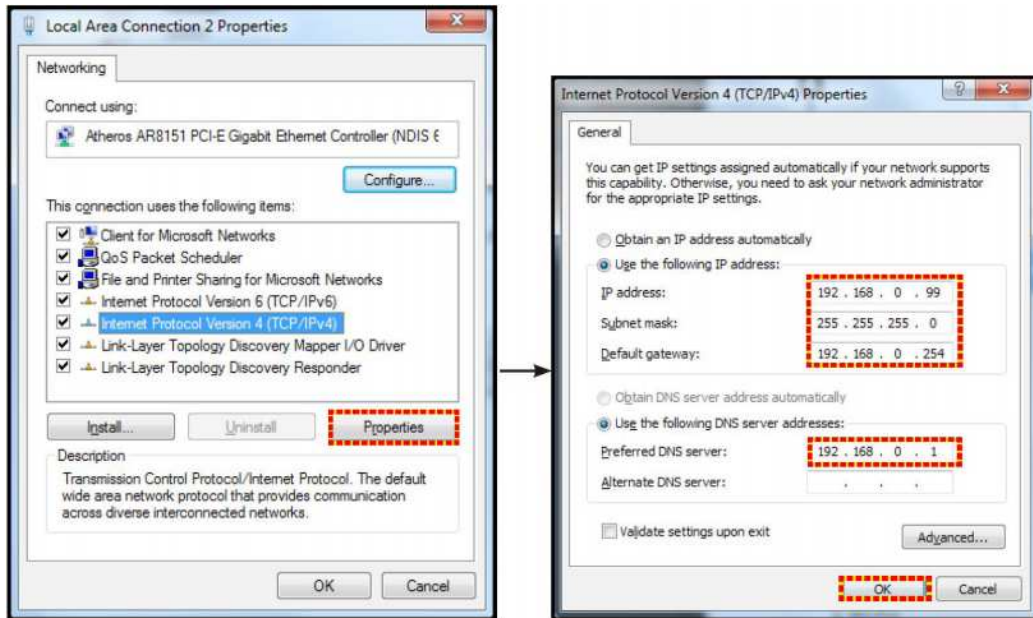 Local Area Connection 2 Properties
Networking
Connect using:
Atheros AR8151 PCI-E Gigabit Ethernet Controller (NDIS 6
Configure...
This connection uses the following items:
Client for Microsoft Networks
QoS Packet Scheduler
File and Printer Sharing for Microsoft Networks
Internet Protocol Version 6 (TCP/IPv6)
Internet Protocol Version 4 (TCP/IPv4)
Link-Layer Topology Discovery Mapper I/O Driver
Link-Layer Topology Discovery Responder
Install...
Uninstall
Properties
Description
Transmission Control Protocol/Internet Protocol. The default
wide area network protocol that provides communication
across diverse interconnected networks.
OK
Cancel
Internet Protocol Version 4 (TCP/IPv4) Properties
General
You can get IP settings assigned automatically if your network supports
this capability. Otherwise, you need to ask your network administrator
for the appropriate IP settings.
Obtain an IP address automatically
Use the following IP address:
IP address: 192 . 168 . 0 . 99
Subnet mask: 255 . 255 . 255 . 0
Default gateway: 192 . 168 . 0 . 254
Obtain DNS server address automatically
Use the following DNS server addresses:
Preferred DNS server: 192 . 168 . 0 . 1
Alternate DNS server: . . .
Validate settings upon exit
Advanced...
OK
Cancel